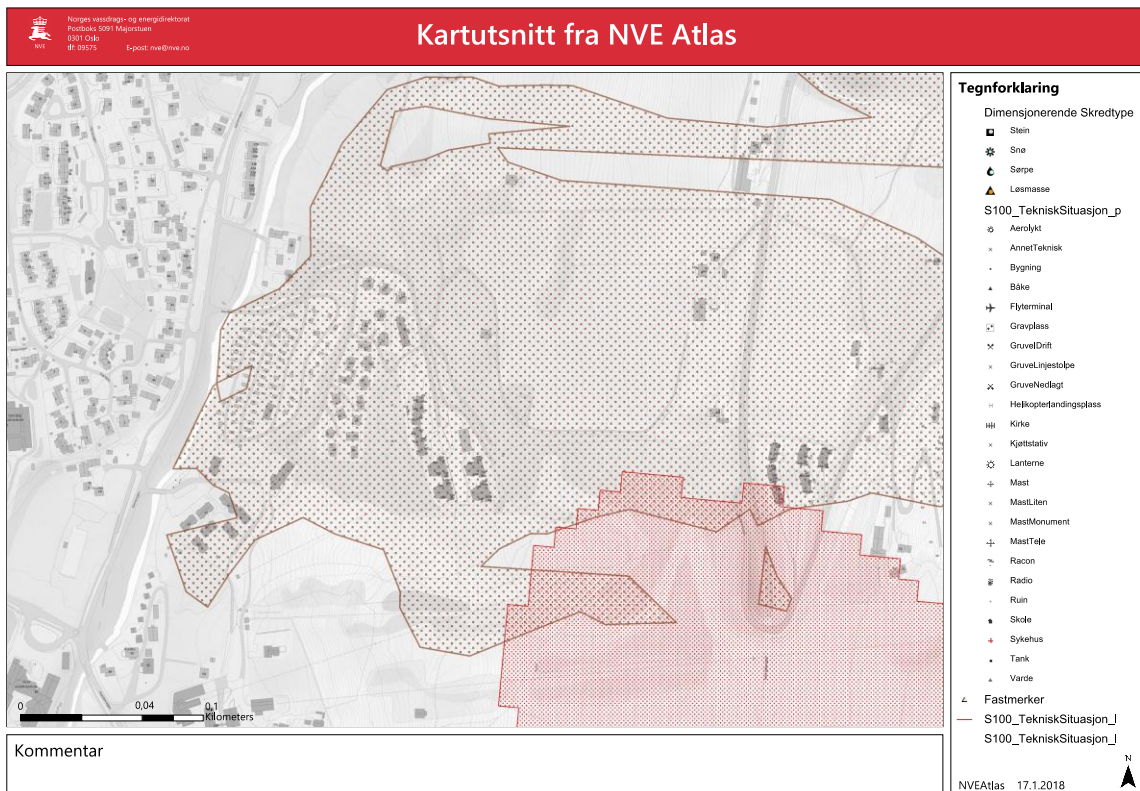 Norges vassdrags- og energidirektorat
Postboks 5091 Majorstuen
0301 Oslo
tlf: 09575 E-post: nve@nve.no
NVE
Kartutsnitt fra NVE Atlas
0 0,04 0,1
Kilometers
Kommentar
Tegnforklaring
Dimensjonerende Skredtype
Stein
Snø
Sørpe
Løsmasse
S100_TekniskSituasjon_p
Aerolykt
AnnetTeknisk
Bygning
Båke
Flyterminal
Gravplass
GruveIDrift
GruveLinjestolpe
GruveNedlagt
Helikopterlandingsplass
Kirke
Kjøttstativ
Lanterne
Mast
MastLiten
MastMonument
MastTele
Racon
Radio
Ruin
Skole
Sykehus
Tank
Varde
Fastmerker
S100_TekniskSituasjon_l
S100_TekniskSituasjon_l
N
NVEAtlas 17.1.2018